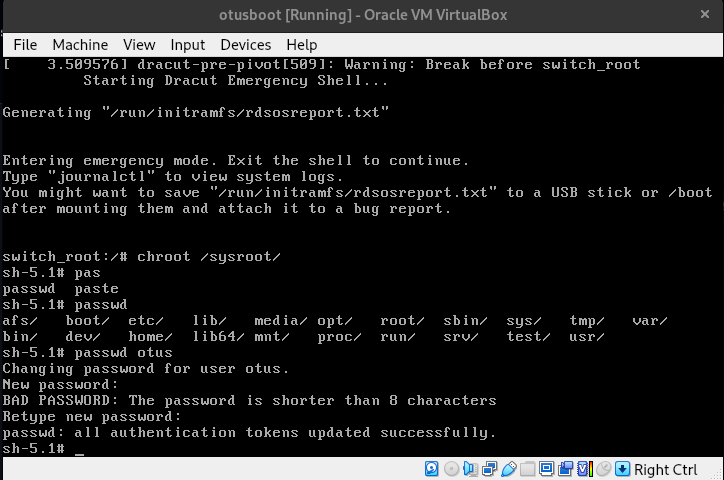 otusboot [Running] - Oracle VM VirtualBox
File Machine View Input Devices Help
[    3.509576] dracut-pre-pivot[509]: Warning: Break before switch_root
Starting Dracut Emergency Shell...
Generating "/run/initramfs/rdsosreport.txt"
Entering emergency mode. Exit the shell to continue.
Type "journalctl" to view system logs.
You might want to save "/run/initramfs/rdsosreport.txt" to a USB stick or /boot
after mounting them and attach it to a bug report.
switch_root:/# chroot /sysroot/
sh-5.1# pas
passwd  paste
sh-5.1# passwd
afs/   boot/  etc/   lib/   media/ opt/   root/  sbin/  sys/   tmp/   var/
bin/   dev/   home/  lib64/ mnt/   proc/  run/   srv/   test/  usr/
sh-5.1# passwd otus
Changing password for user otus.
New password:
BAD PASSWORD: The password is shorter than 8 characters
Retype new password:
passwd: all authentication tokens updated successfully.
sh-5.1# _
Right Ctrl